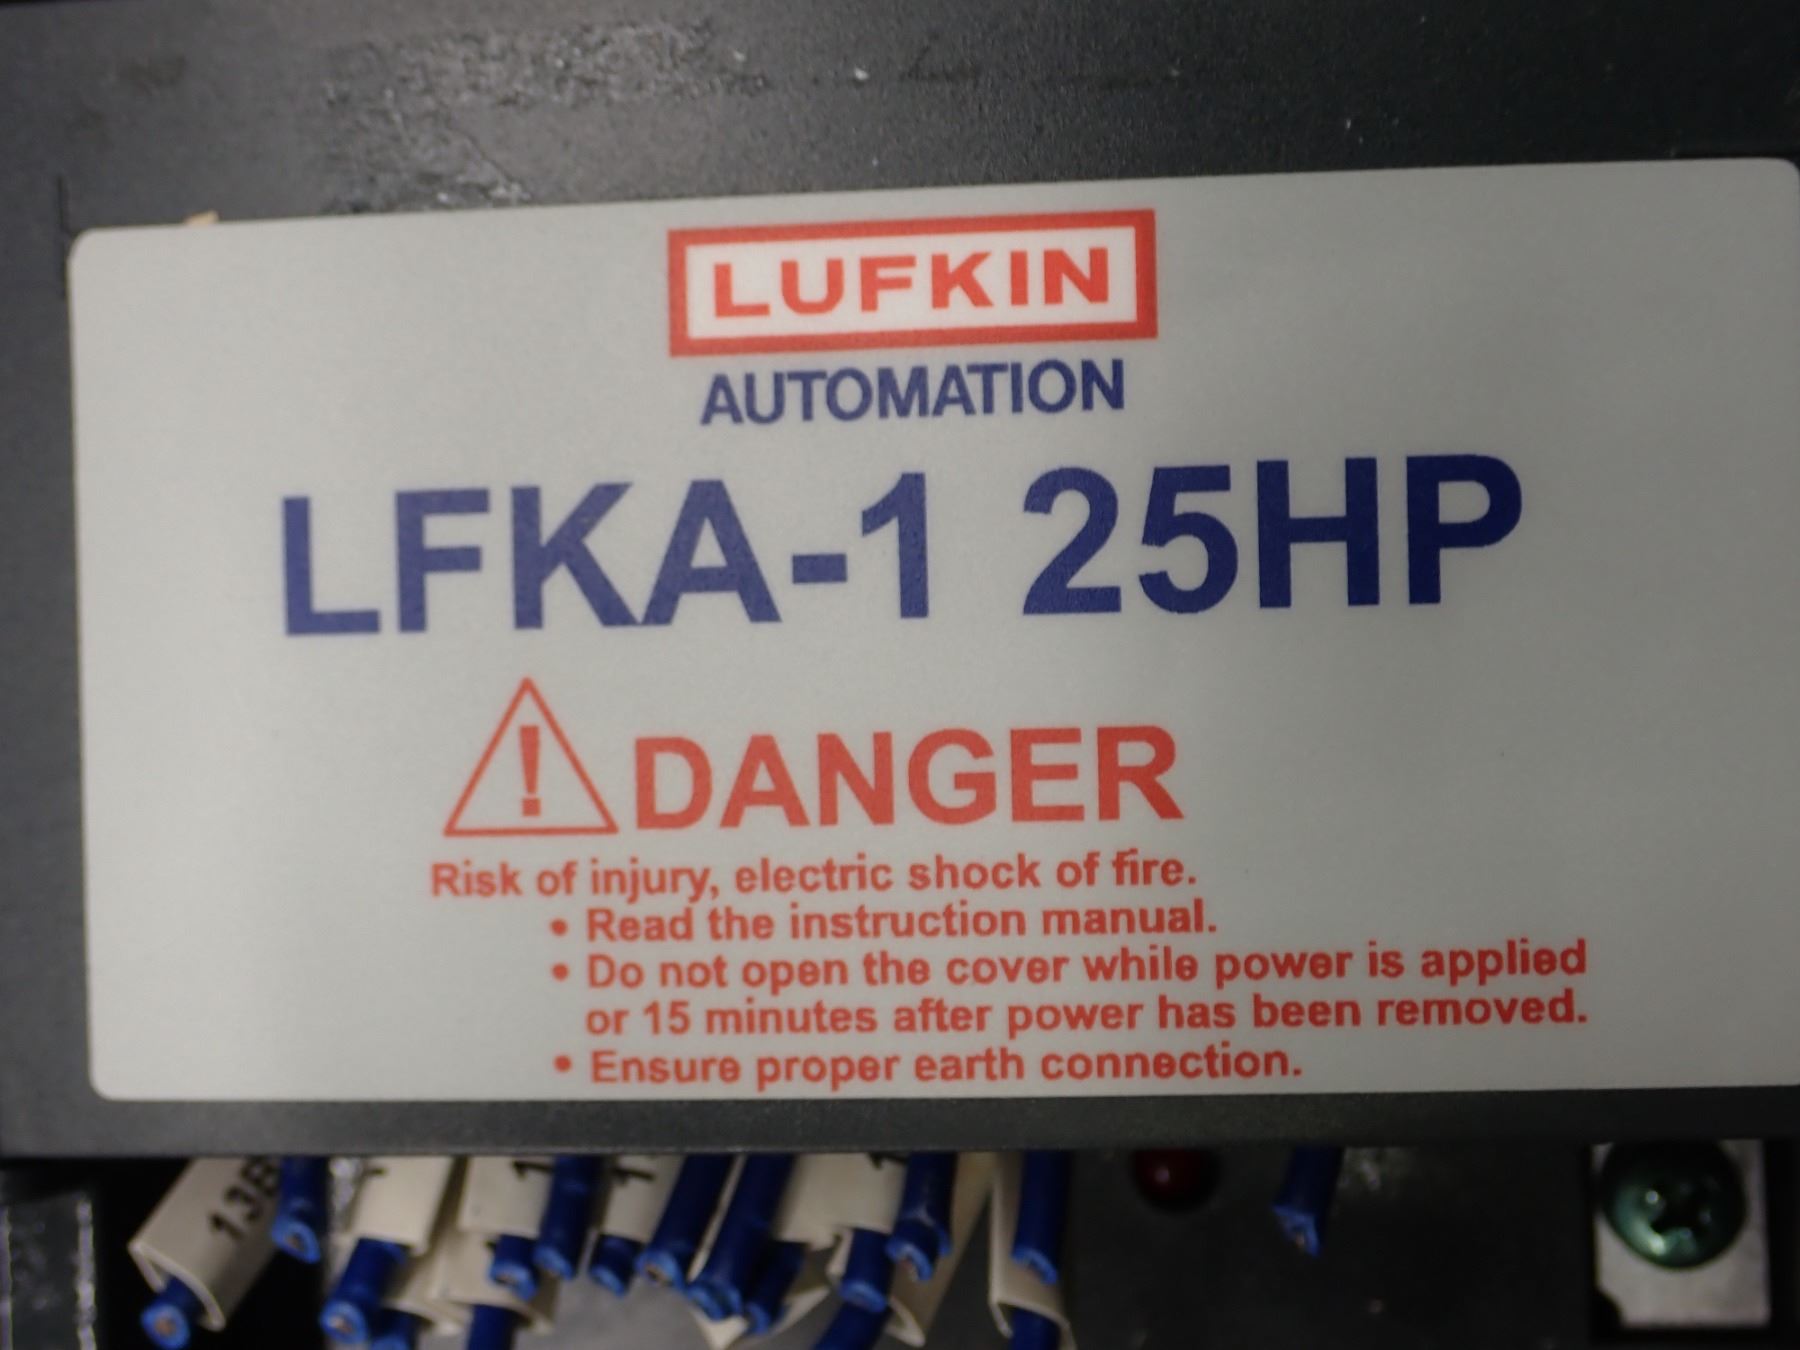 LUFKIN
AUTOMATION
LFKA-1 25HP
! DANGER
Risk of injury, electric shock of fire.
• Read the instruction manual.
• Do not open the cover while power is applied
or 15 minutes after power has been removed.
• Ensure proper earth connection.